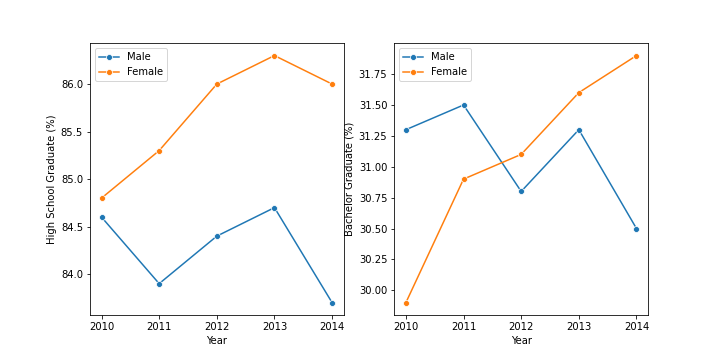 High School Graduate (%)
86.0
85.5
85.0
84.5
84.0
Male
Female
2010 2011 2012 2013 2014
Year
Bachelor Graduate (%)
31.75
31.50
31.25
31.00
30.75
30.50
30.25
30.00
Male
Female
2010 2011 2012 2013 2014
Year